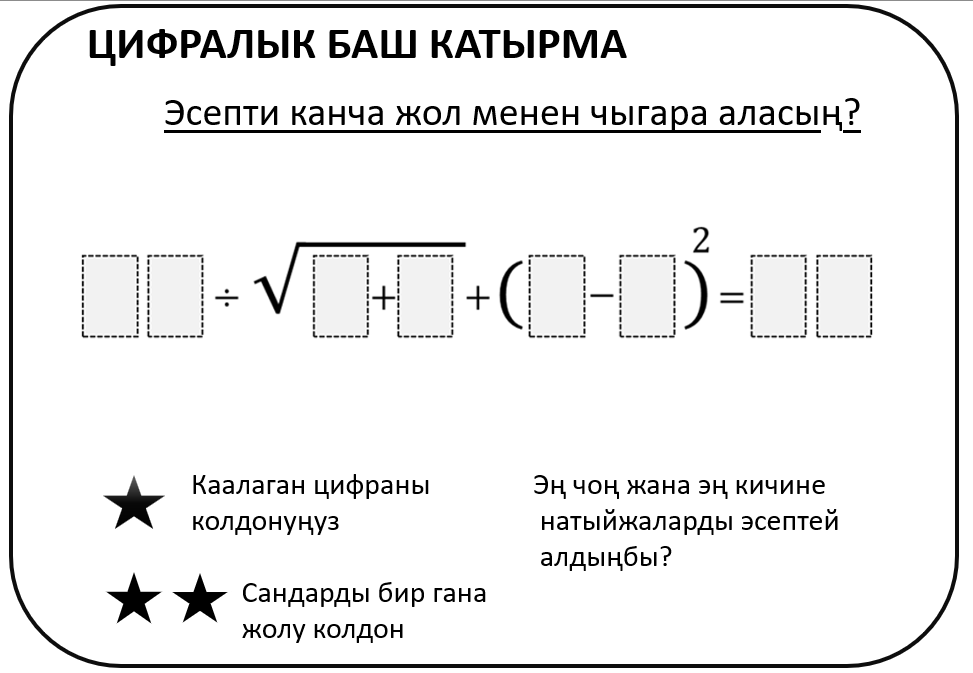 ЦИФРАЛЫК БАШ КАТЫРМА
Эсепти канча жол менен чыгара аласың?
÷ √ + + ( − )² =
Каалаган цифраны
колдонуңуз
Эң чоң жана эң кичине
натыйжаларды эсептей
алдыңбы?
Сандарды бир гана
жолу колдон